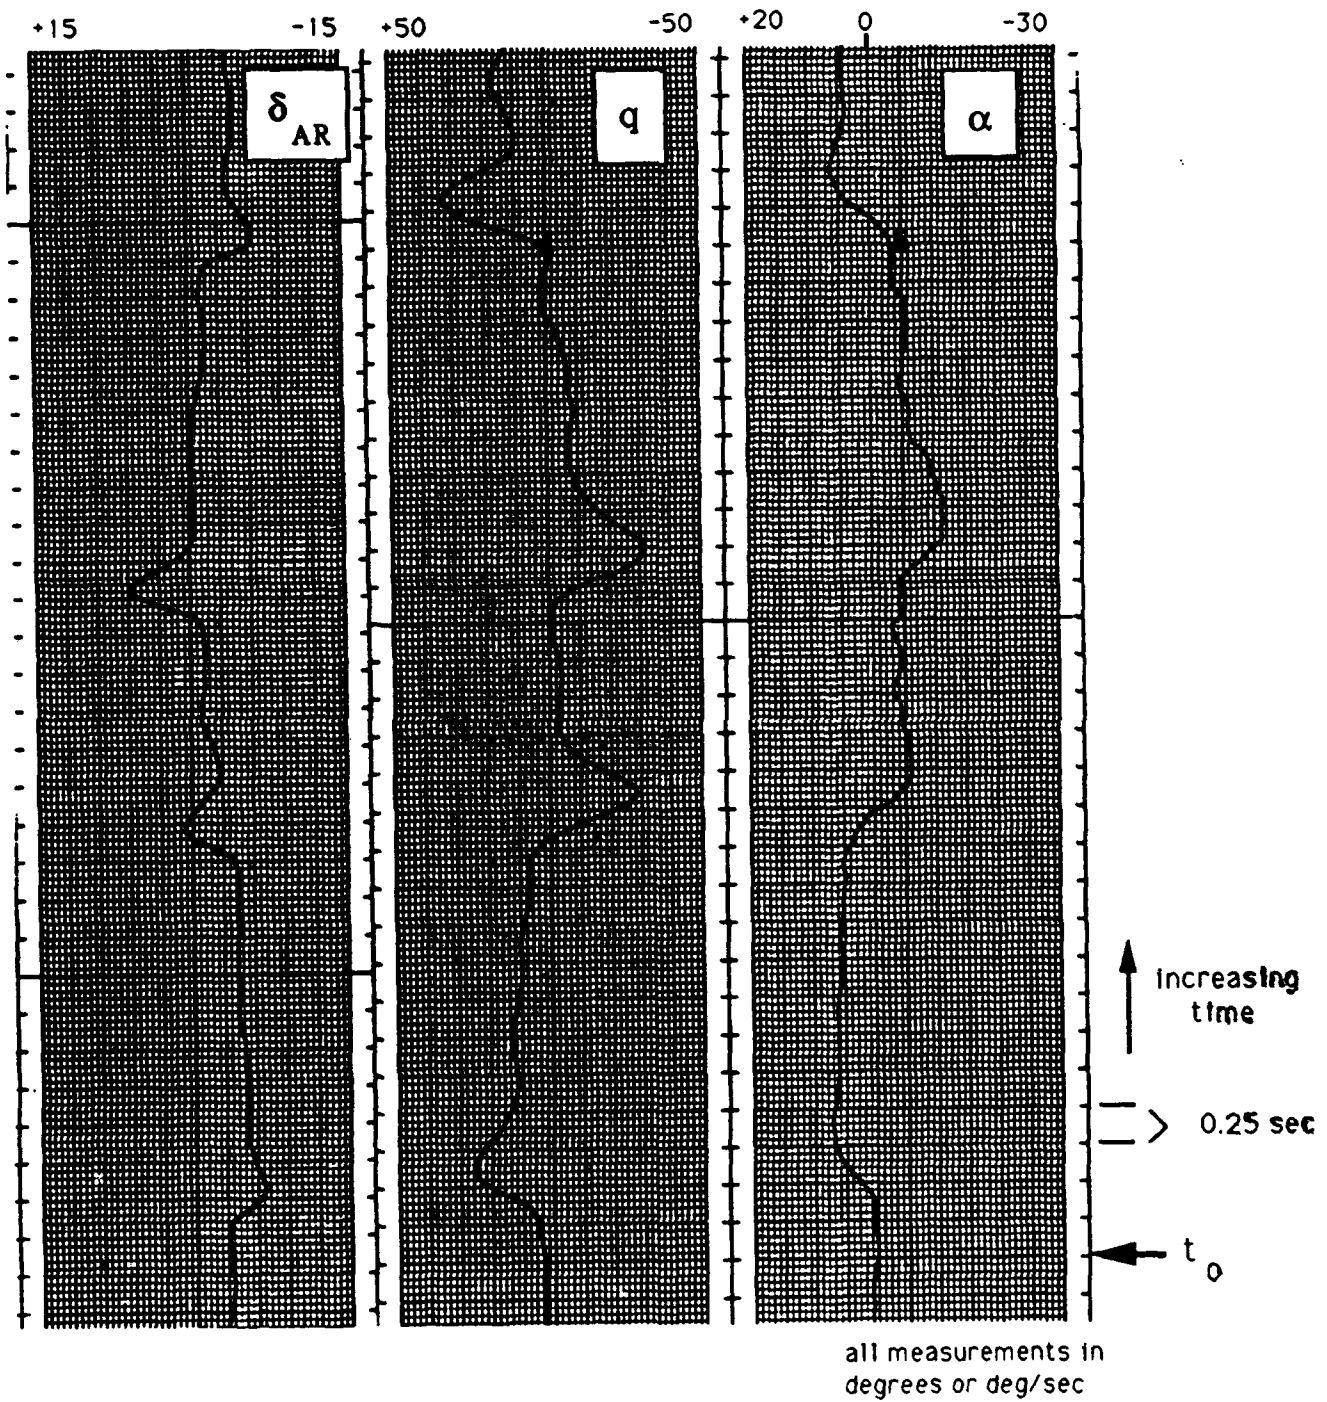 +15 -15 +50 -50 +20 0 -30
δ AR q α
increasing
time
0.25 sec
t 0
all measurements in
degrees or deg/sec